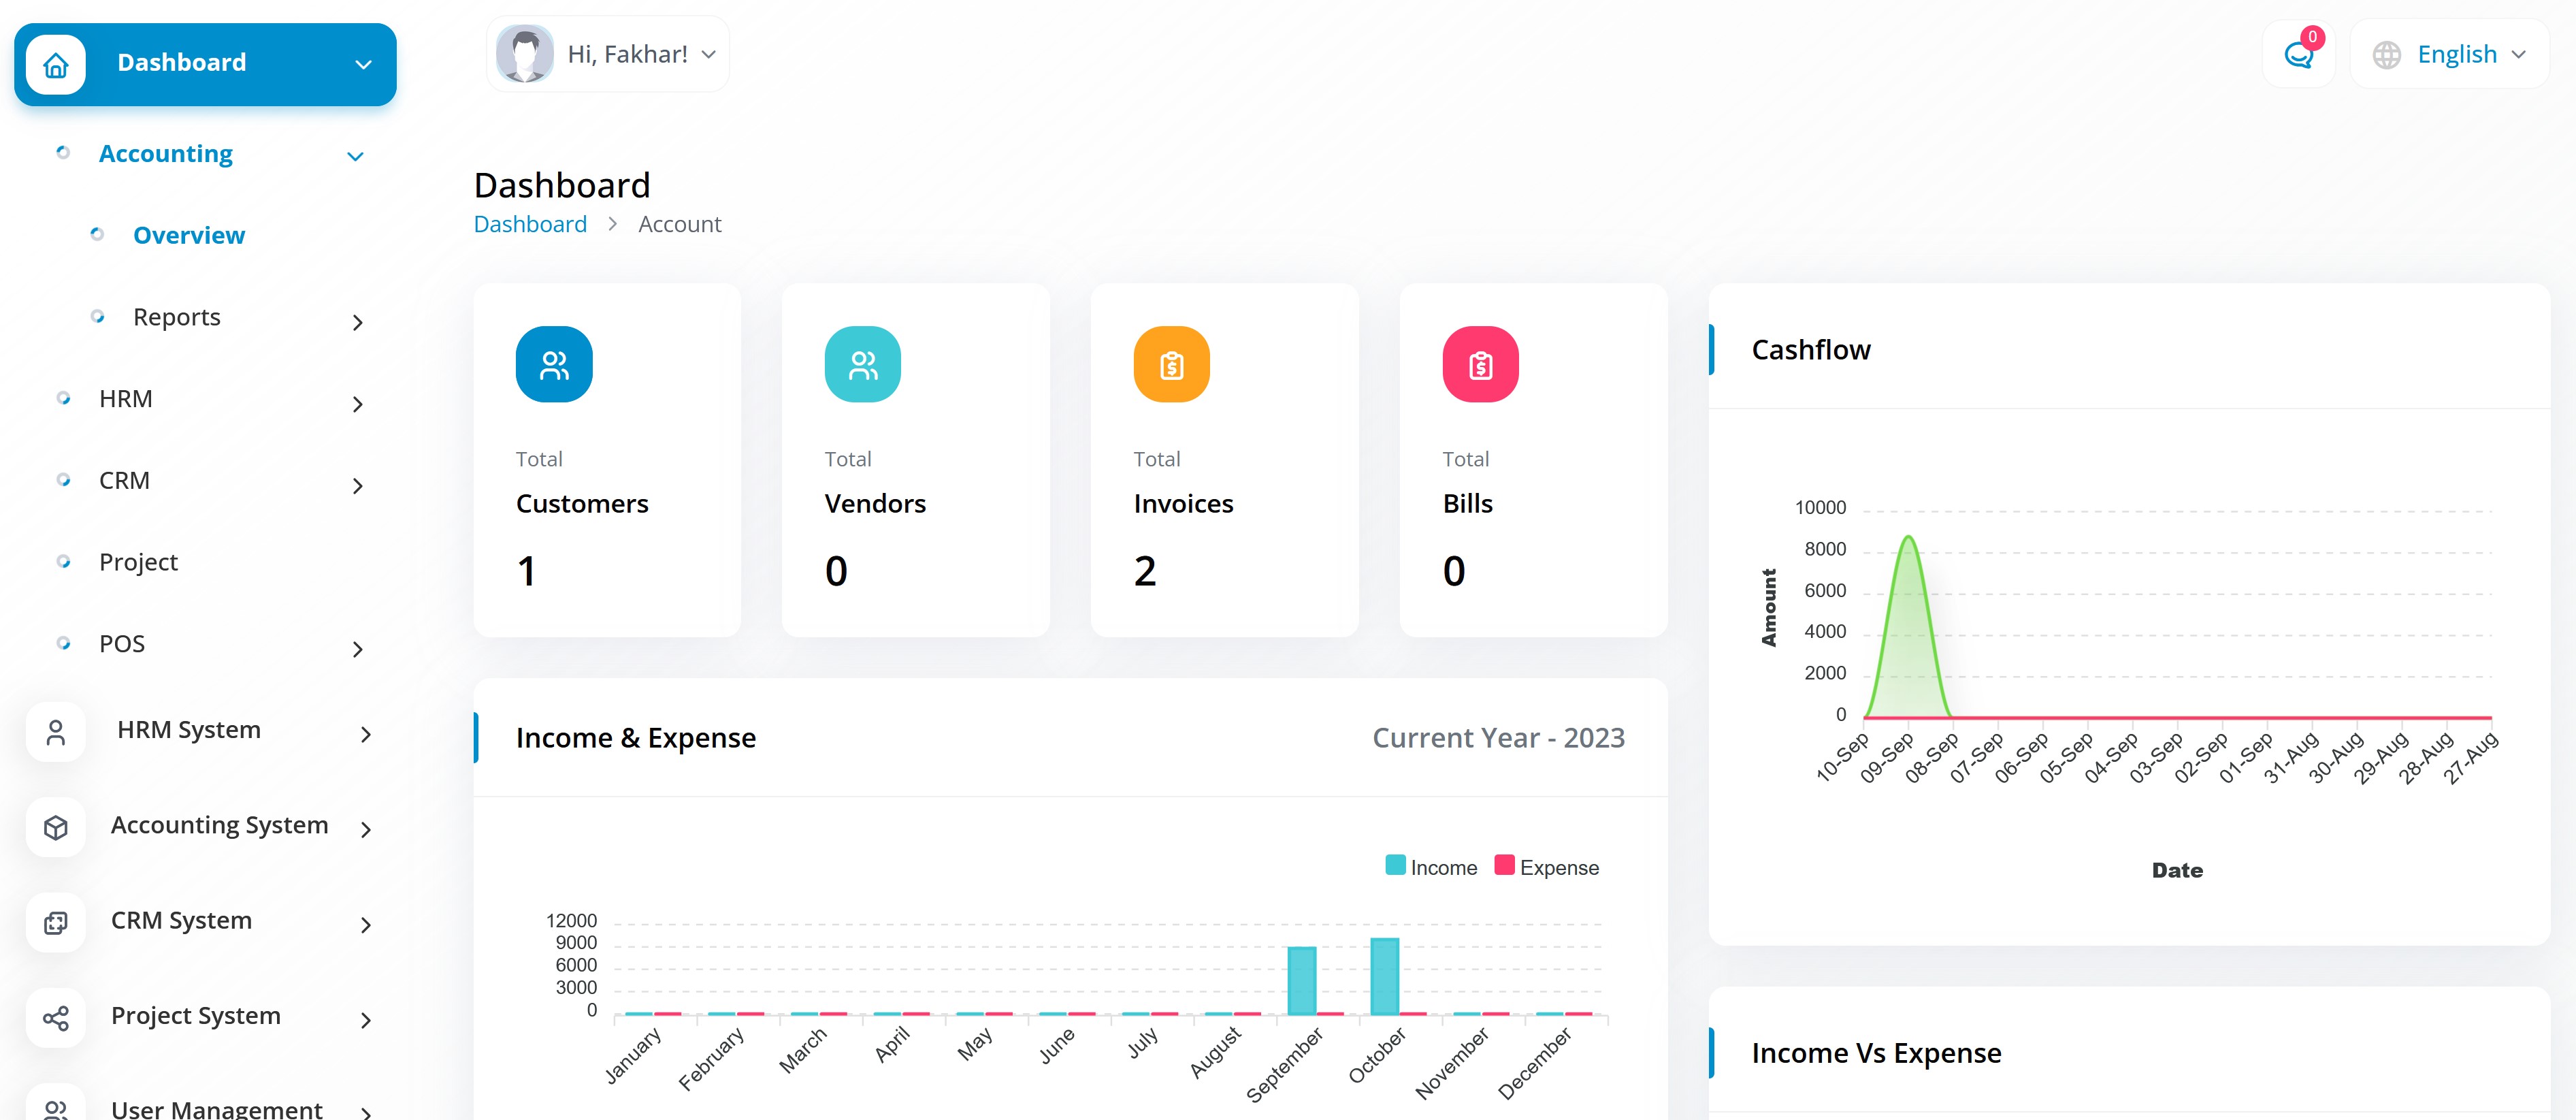 Dashboard
Accounting
Overview
Reports
HRM
CRM
Project
POS
HRM System
Accounting System
CRM System
Project System
User Management
Hi, Fakhar!
0
English
Dashboard
Dashboard > Account
Total
Customers
1
Total
Vendors
0
Total
Invoices
2
Total
Bills
0
Income & Expense
Current Year - 2023
Income Expense
12000
9000
6000
3000
0
January February March April May June July August September October November December
Cashflow
Amount
10000
8000
6000
4000
2000
0
10-Sep 09-Sep 08-Sep 07-Sep 06-Sep 05-Sep 04-Sep 03-Sep 02-Sep 01-Sep 31-Aug 30-Aug 29-Aug 28-Aug 27-Aug
Date
Income Vs Expense